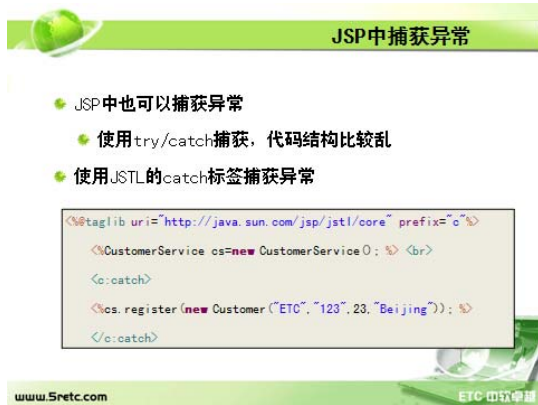 JSP中捕获异常
JSP中也可以捕获异常
使用try/catch捕获，代码结构比较乱
使用JSTL的catch标签捕获异常
<%@taglib uri="http://java.sun.com/jsp/jstl/core" prefix="c"%>
<%CustomerService cs=new CustomerService(); %> <br>
<c:catch>
<%cs.register(new Customer("ETC","123",23,"Beijing")); %>
</c:catch>
www.5retc.com
ETC 中软卓越